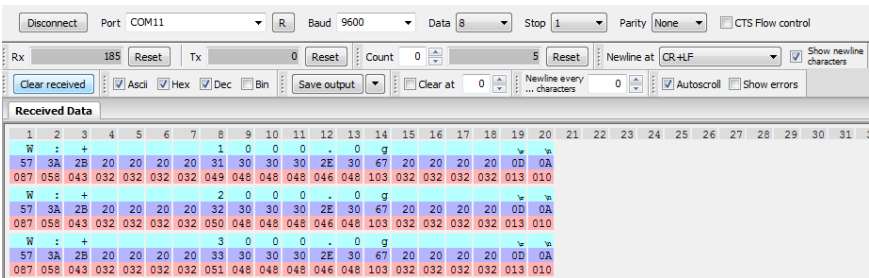 Disconnect Port COM11 R Baud 9600 Data 8 Stop 1 Parity None CTS Flow control
Rx 185 Reset Tx 0 Reset Count 0 5 Reset Newline at CR+LF Show newline characters
Clear received Ascii Hex Dec Bin Save output Clear at 0 Newline every ... characters 0 Autoscroll Show errors
Received Data
1 2 3 4 5 6 7 8 9 10 11 12 13 14 15 16 17 18 19 20 21 22 23 24 25 26 27 28 29 30 31
W : + 1 0 0 0 . 0 g \r \n
57 3A 2B 20 20 20 20 31 30 30 30 2E 30 67 20 20 20 20 0D 0A
087 058 043 032 032 032 032 049 048 048 048 046 048 103 032 032 032 032 013 010
W : + 2 0 0 0 . 0 g \r \n
57 3A 2B 20 20 20 20 32 30 30 30 2E 30 67 20 20 20 20 0D 0A
087 058 043 032 032 032 032 050 048 048 048 046 048 103 032 032 032 032 013 010
W : + 3 0 0 0 . 0 g \r \n
57 3A 2B 20 20 20 20 33 30 30 30 2E 30 67 20 20 20 20 0D 0A
087 058 043 032 032 032 032 051 048 048 048 046 048 103 032 032 032 032 013 010